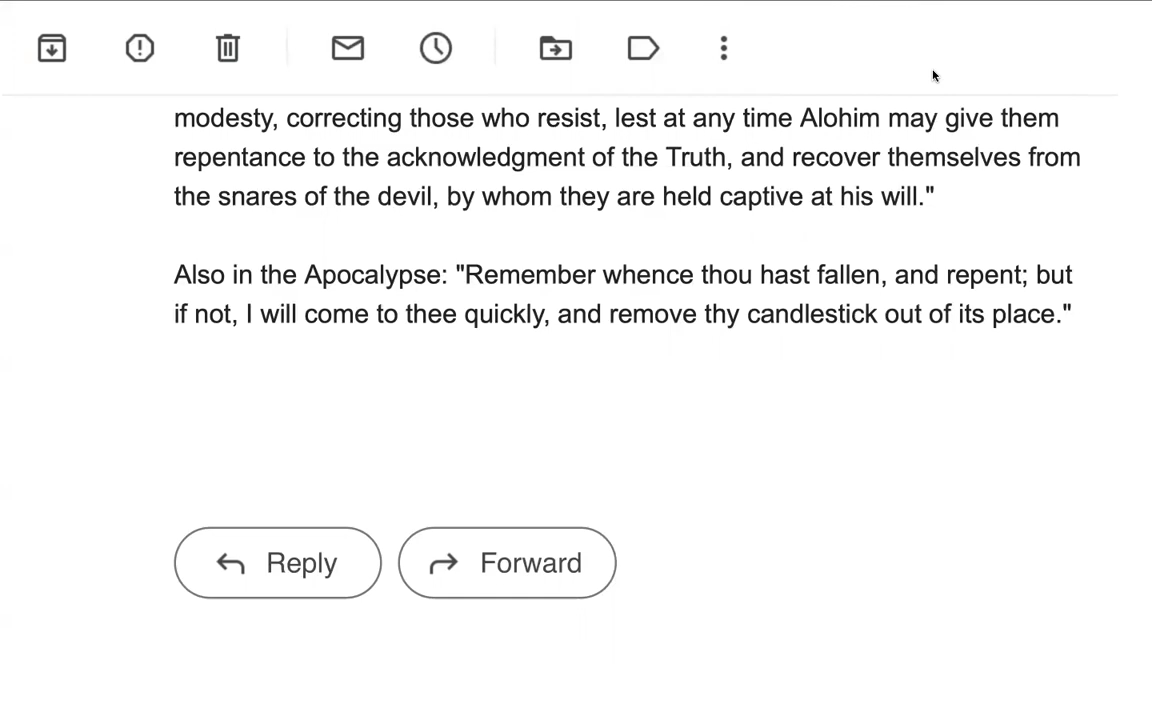 modesty, correcting those who resist, lest at any time Alohim may give them
repentance to the acknowledgment of the Truth, and recover themselves from
the snares of the devil, by whom they are held captive at his will."
Also in the Apocalypse: "Remember whence thou hast fallen, and repent; but
if not, I will come to thee quickly, and remove thy candlestick out of its place."
Reply
Forward